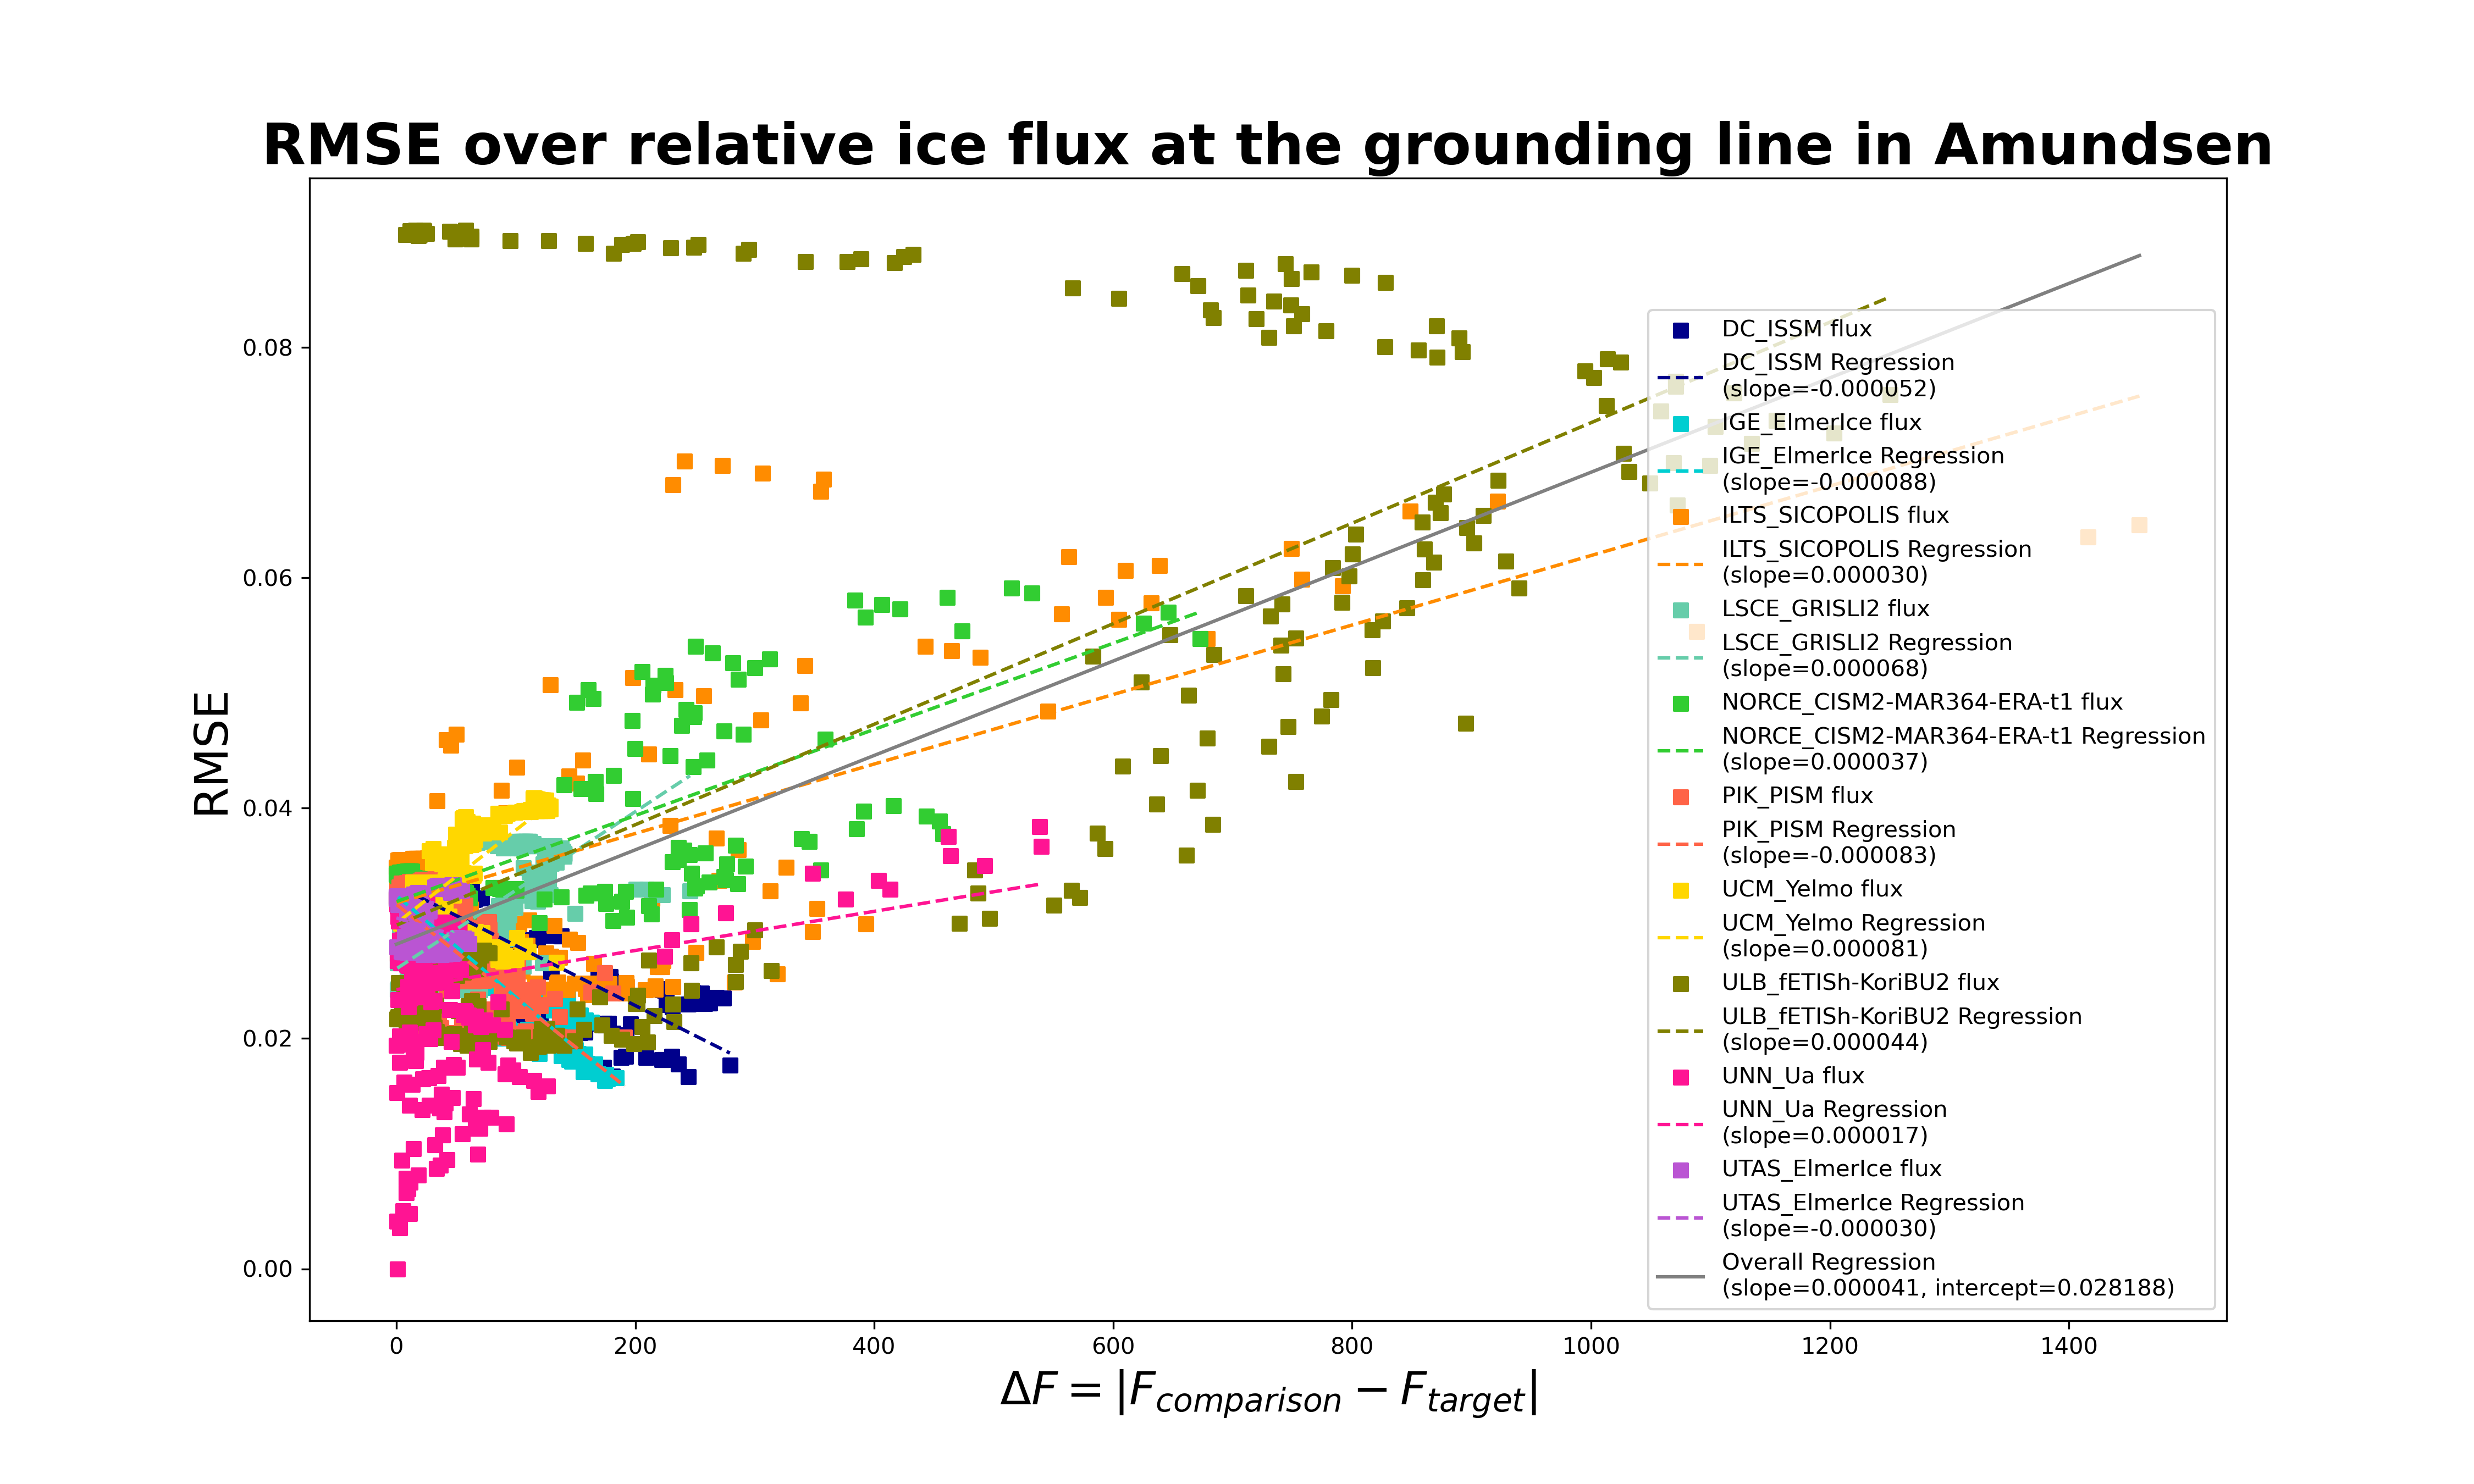 RMSE over relative ice flux at the grounding line in Amundsen
RMSE
0.08
0.06
0.04
0.02
0.00
0 200 400 600 800 1000 1200 1400
ΔF = |F_comparison − F_target|
DC_ISSM flux
DC_ISSM Regression
(slope=-0.000052)
IGE_ElmerIce flux
IGE_ElmerIce Regression
(slope=-0.000088)
ILTS_SICOPOLIS flux
ILTS_SICOPOLIS Regression
(slope=0.000030)
LSCE_GRISLI2 flux
LSCE_GRISLI2 Regression
(slope=0.000068)
NORCE_CISM2-MAR364-ERA-t1 flux
NORCE_CISM2-MAR364-ERA-t1 Regression
(slope=0.000037)
PIK_PISM flux
PIK_PISM Regression
(slope=-0.000083)
UCM_Yelmo flux
UCM_Yelmo Regression
(slope=0.000081)
ULB_fETISh-KoriBU2 flux
ULB_fETISh-KoriBU2 Regression
(slope=0.000044)
UNN_Ua flux
UNN_Ua Regression
(slope=0.000017)
UTAS_ElmerIce flux
UTAS_ElmerIce Regression
(slope=-0.000030)
Overall Regression
(slope=0.000041, intercept=0.028188)